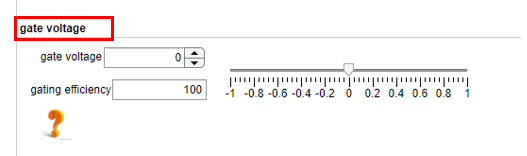 gate voltage
gate voltage 0
gating efficiency 100
-1 -0.8 -0.6 -0.4 -0.2 0 0.2 0.4 0.6 0.8 1
?